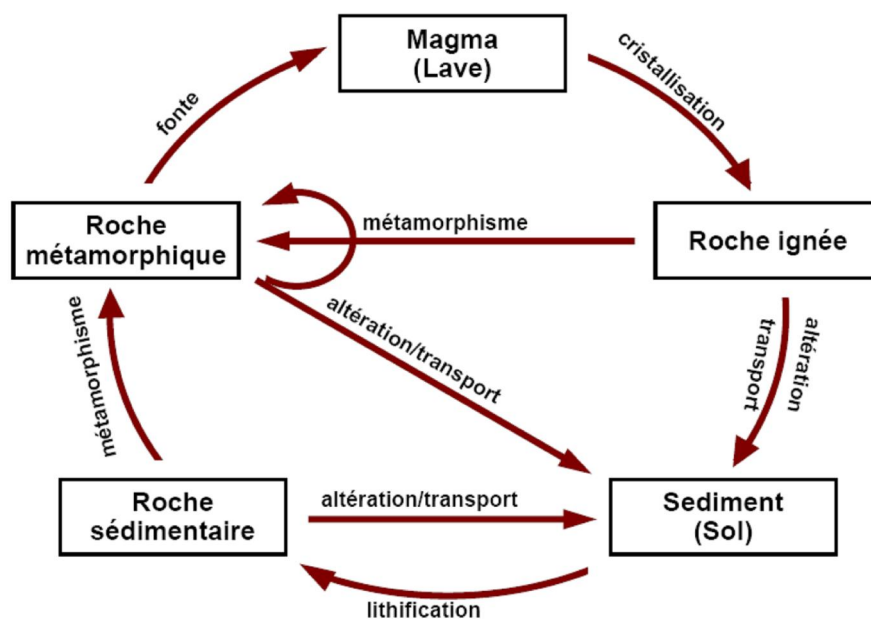 Magma
(Lave)
cristallisation
fonte
Roche
métamorphique
métamorphisme
Roche ignée
altération/transport
altération
transport
métamorphisme
Roche
sédimentaire
altération/transport
Sediment
(Sol)
lithification